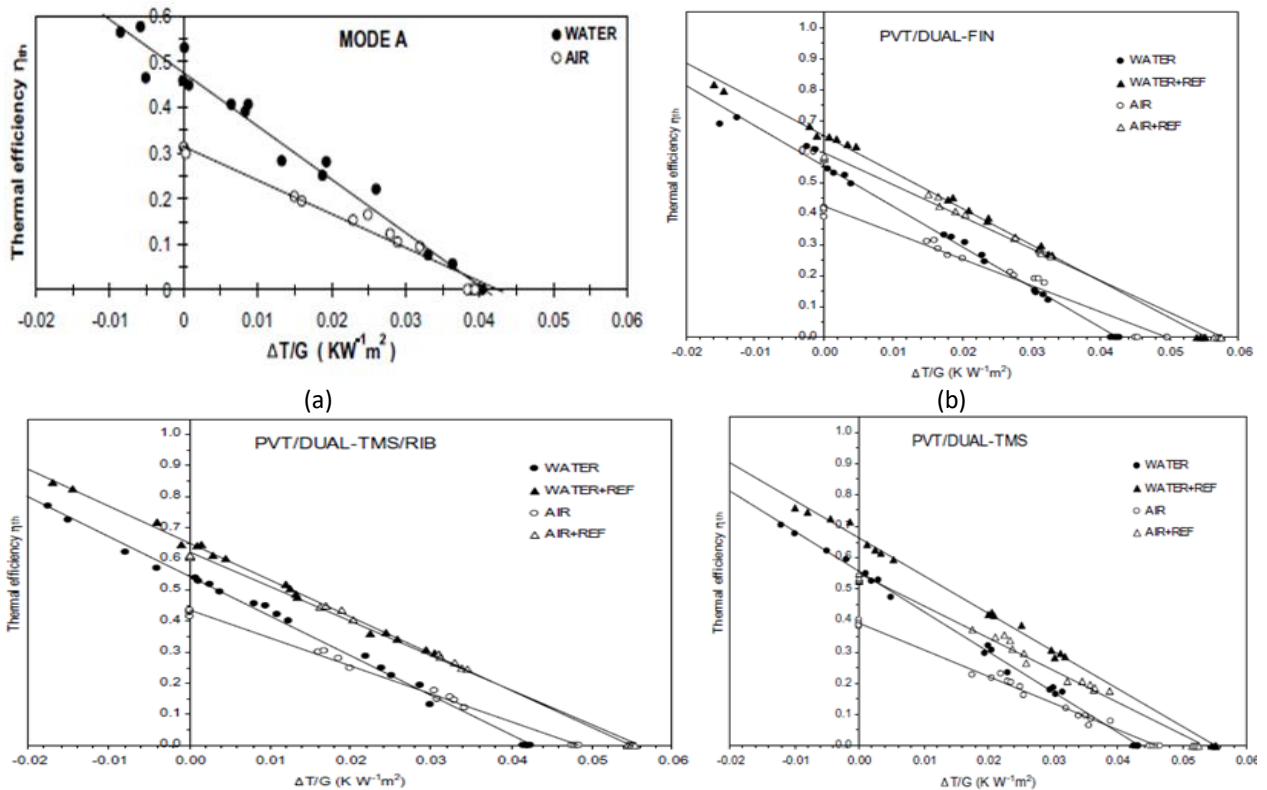 0.6
0.5
0.4
0.3
0.2
0.1
0
Thermal efficiency ηth
MODE A
WATER
AIR
-0.02
-0.01
0
0.01
0.02
0.03
0.04
0.05
0.06
ΔT/G ( KW⁻¹m²)
(a)
1.0
0.9
0.8
0.7
0.6
0.5
0.4
0.3
0.2
0.1
0.0
Thermal efficiency ηth
PVT/DUAL-FIN
WATER
WATER+REF
AIR
AIR+REF
-0.02
-0.01
0.00
0.01
0.02
0.03
0.04
0.05
0.06
ΔT/G (K W⁻¹m²)
(b)
1.0
0.9
0.8
0.7
0.6
0.5
0.4
0.3
0.2
0.1
0.0
Thermal efficiency ηth
PVT/DUAL-TMS/RIB
WATER
WATER+REF
AIR
AIR+REF
-0.02
-0.01
0.00
0.01
0.02
0.03
0.04
0.05
0.06
ΔT/G (K W⁻¹m²)
1.0
0.9
0.8
0.7
0.6
0.5
0.4
0.3
0.2
0.1
0.0
Thermal efficiency ηth
PVT/DUAL-TMS
WATER
WATER+REF
AIR
AIR+REF
-0.02
-0.01
0.00
0.01
0.02
0.03
0.04
0.05
0.06
ΔT/G (K W⁻¹m²)